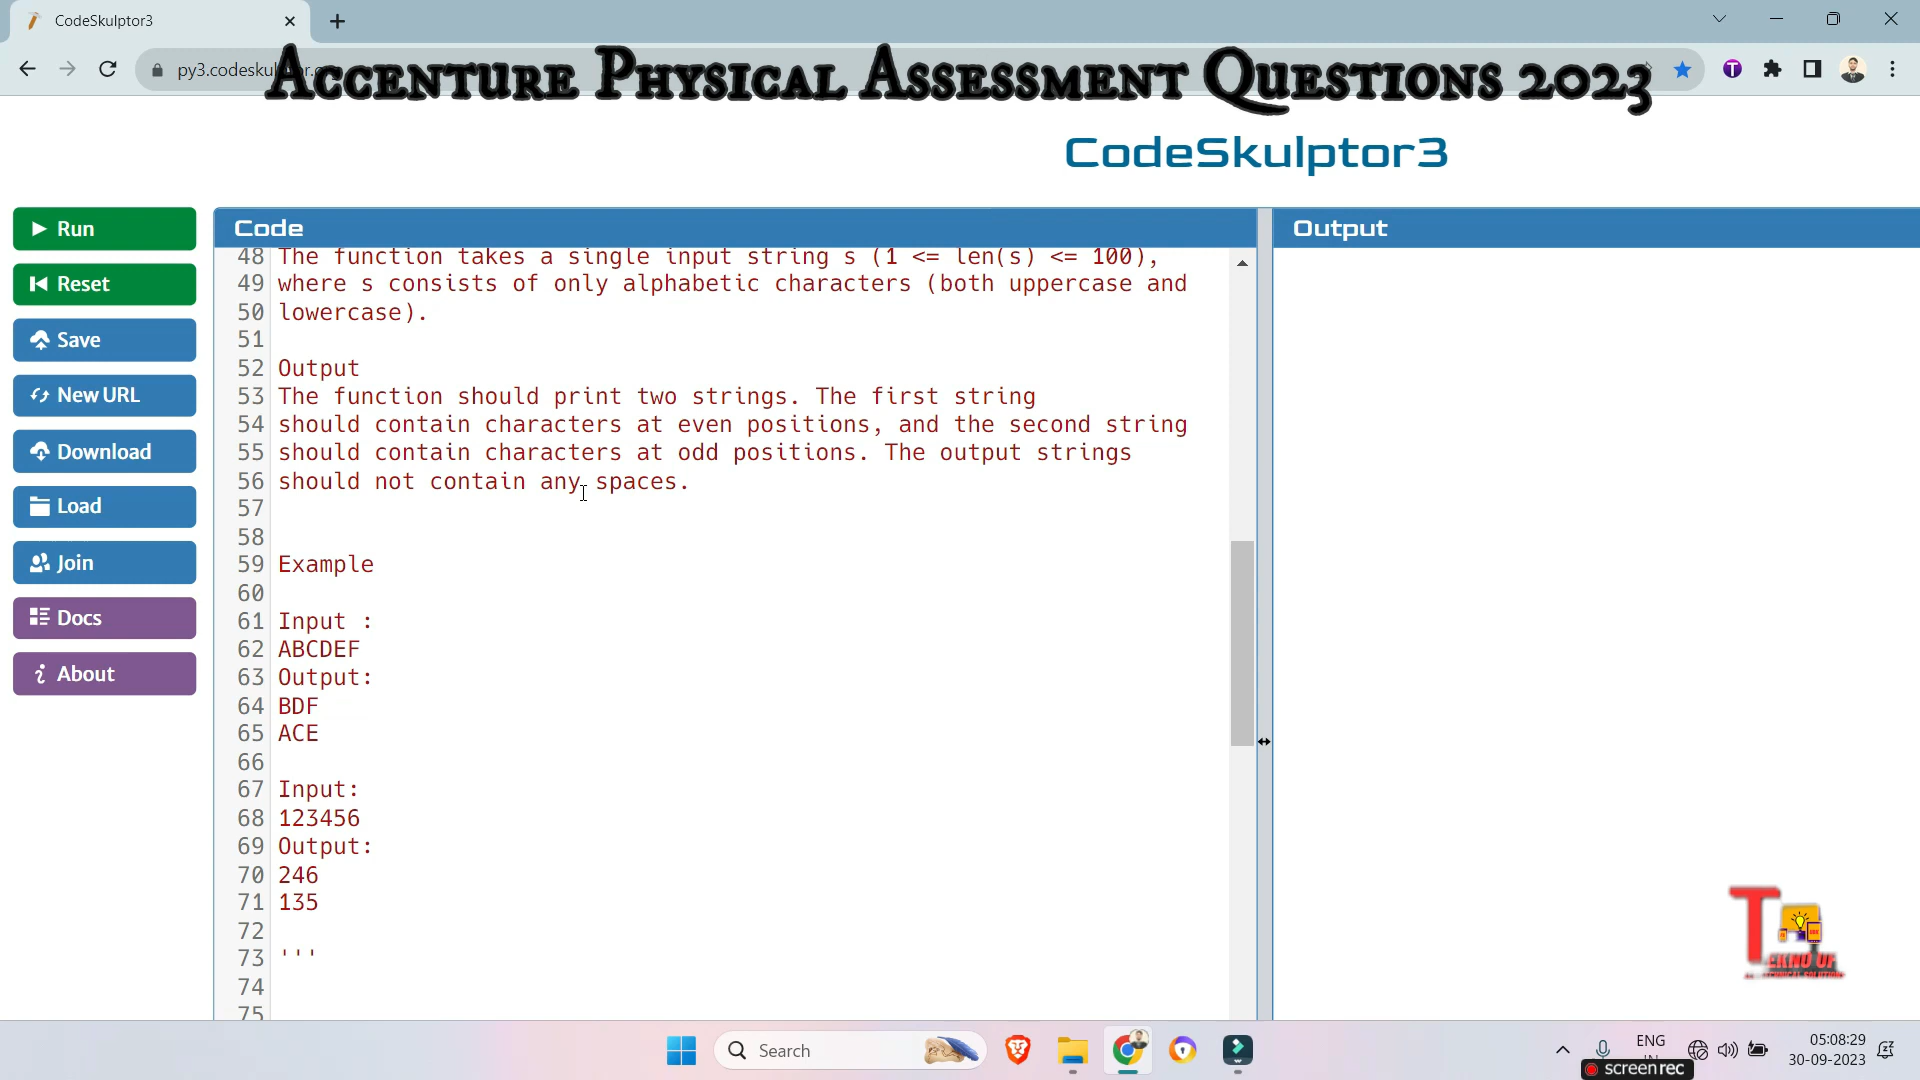 CodeSkulptor3
py3.codeskul
Accenture Physical Assessment Questions 2023
CodeSkulptor3
Run
Reset
Save
New URL
Download
Load
Join
Docs
About
Code
Output
48 The function takes a single input string s (1 <= len(s) <= 100),
49 where s consists of only alphabetic characters (both uppercase and
50 lowercase).
51
52 Output
53 The function should print two strings. The first string
54 should contain characters at even positions, and the second string
55 should contain characters at odd positions. The output strings
56 should not contain any spaces.
57
58
59 Example
60
61 Input :
62 ABCDEF
63 Output:
64 BDF
65 ACE
66
67 Input:
68 123456
69 Output:
70 246
71 135
72
73 '''
74
75
Search
ENG
05:08:29
30-09-2023
screen rec